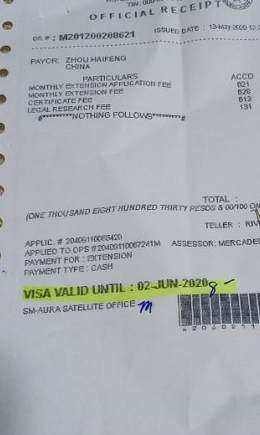 OFFICIAL RECEIPT
OR # : M201200208621
ISSUED DATE : 13-May-2020
PAYOR: ZHOU HAIFENG
CHINA
PARTICULARS
ACCD
MONTHLY EXTENSION APPLICATION FEE
MONTHLY EXTENSION FEE
CERTIFICATE FEE
LEGAL RESEARCH FEE
131
#********NOTHING FOLLOWS********#
TOTAL :
(ONE THOUSAND EIGHT HUNDRED THIRTY PESOS & 00/100
TELLER : RIV
APPLIC. #
APPLIED TO OPS # ASSESSOR: MERCADE
PAYMENT FOR : EXTENSION
PAYMENT TYPE : CASH
VISA VALID UNTIL : 02-JUN-2020
SM-AURA SATELLITE OFFICE